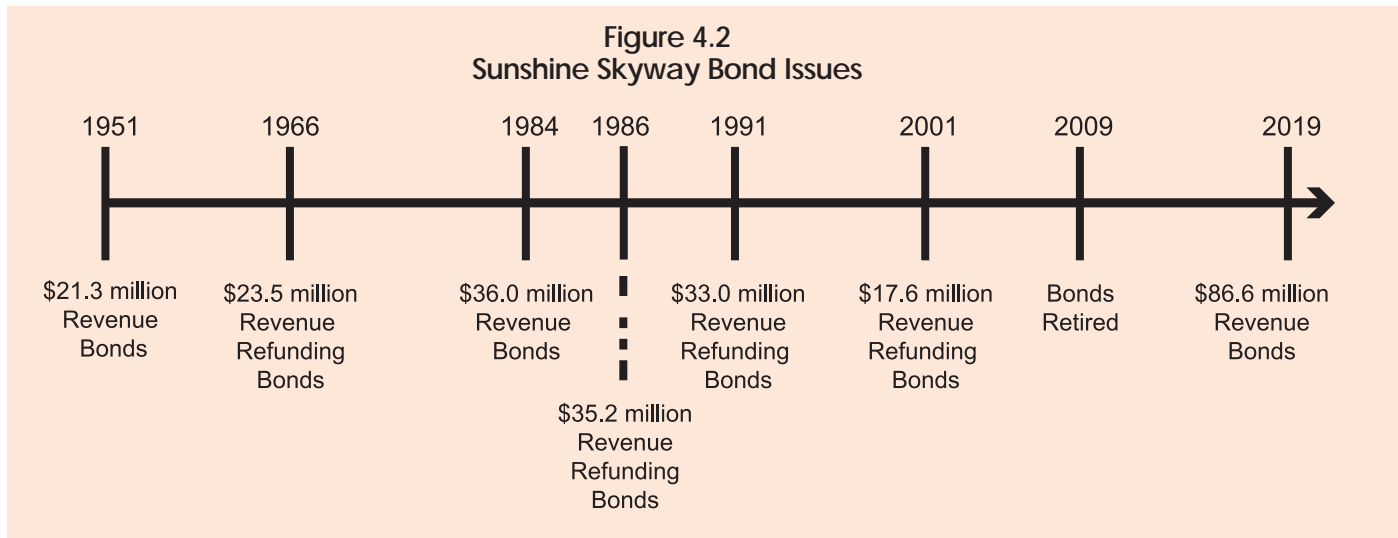 Figure 4.2
Sunshine Skyway Bond Issues
1951
1966
1984
1986
1991
2001
2009
2019
$21.3 million
Revenue
Bonds
$23.5 million
Revenue
Refunding
Bonds
$36.0 million
Revenue
Bonds
$35.2 million
Revenue
Refunding
Bonds
$33.0 million
Revenue
Refunding
Bonds
$17.6 million
Revenue
Refunding
Bonds
Bonds
Retired
$86.6 million
Revenue
Bonds